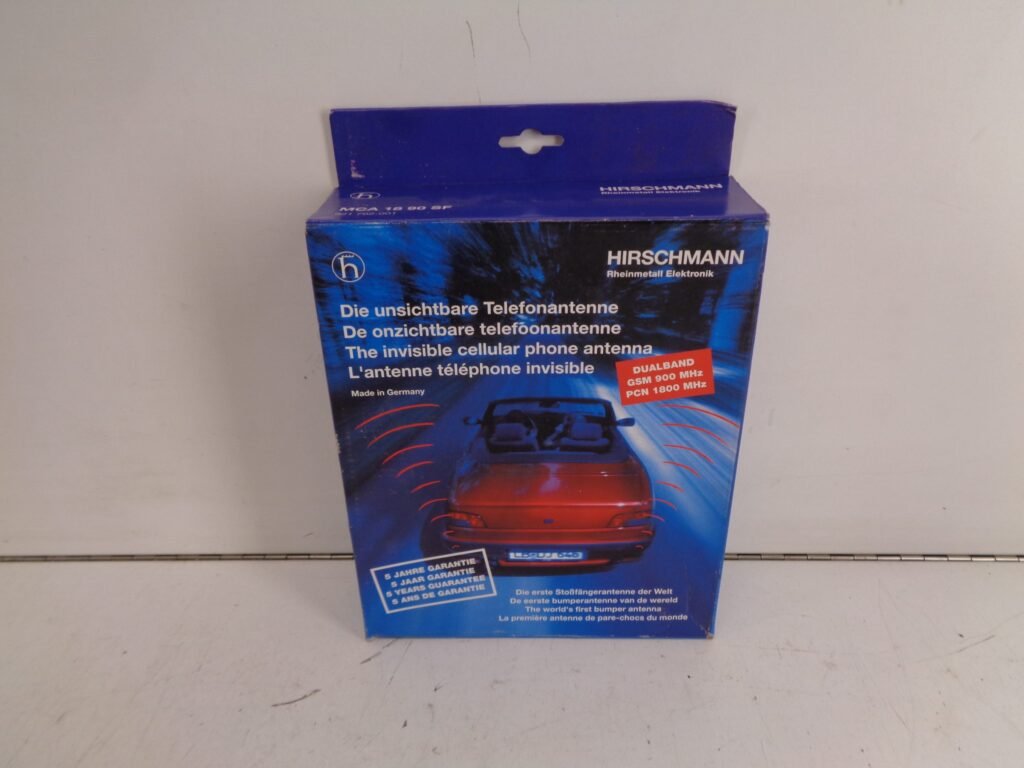 HIRSCHMANN
Rheinmetall Elektronik
MCA 18 90 SF
h
HIRSCHMANN
Rheinmetall Elektronik
Die unsichtbare Telefonantenne
De onzichtbare telefoonantenne
The invisible cellular phone antenna
L'antenne téléphone invisible
Made in Germany
DUALBAND
GSM 900 MHz
PCN 1800 MHz
5 JAHRE GARANTIE
5 JAAR GARANTIE
5 YEARS GUARANTEE
5 ANS DE GARANTIE
Die erste Stoßfängerantenne der Welt
De eerste bumperantenne van de wereld
The world's first bumper antenna
La première antenne de pare-chocs du monde